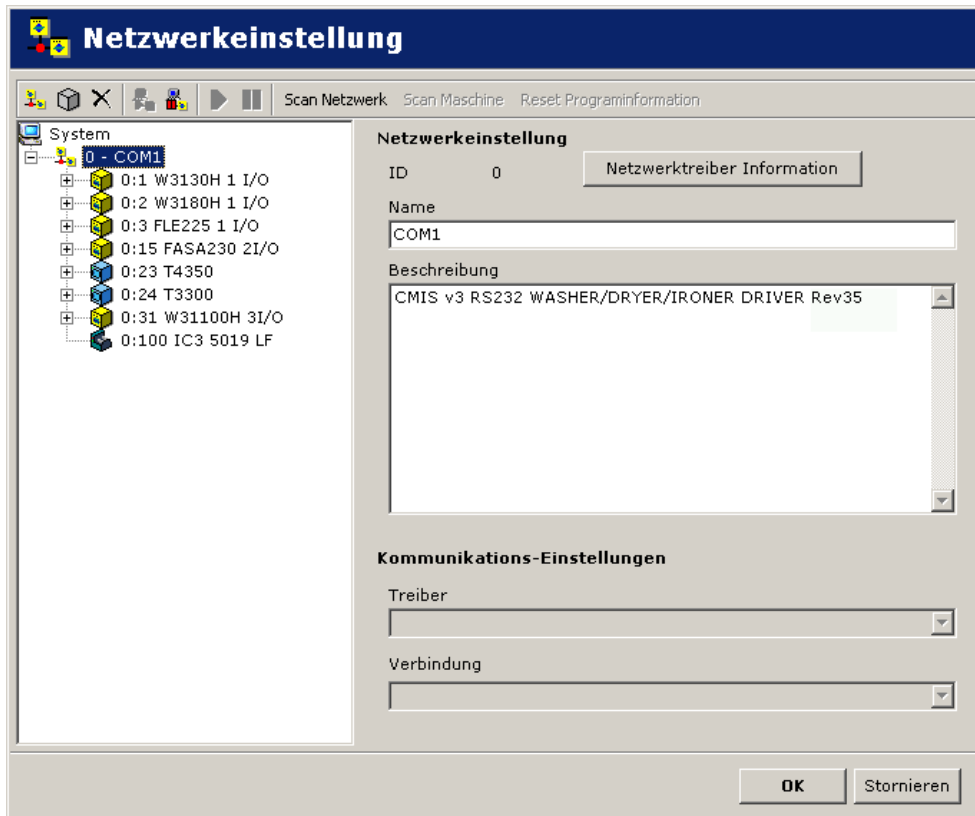 Netzwerkeinstellung
Scan Netzwerk Scan Maschine Reset Programinformation
System
0 - COM1
0:1 W3130H 1 I/O
0:2 W3180H 1 I/O
0:3 FLE225 1 I/O
0:15 FASA230 2I/O
0:23 T4350
0:24 T3300
0:31 W31100H 3I/O
0:100 IC3 5019 LF
Netzwerkeinstellung
ID 0 Netzwerktreiber Information
Name
COM1
Beschreibung
CMIS v3 RS232 WASHER/DRYER/IRONER DRIVER Rev35
Kommunikations-Einstellungen
Treiber
Verbindung
OK Stornieren